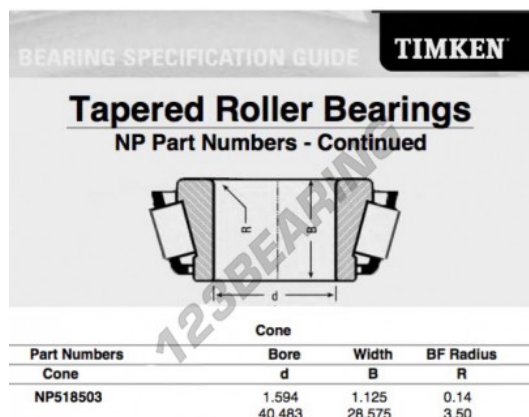 BEARING SPECIFICATION GUIDE
TIMKEN
Tapered Roller Bearings
NP Part Numbers - Continued
R
B
d
123BEARING
Cone
Part Numbers Bore Width BF Radius
Cone d B R
NP518503 1.594 1.125 0.14
40.483 28.575 3.50